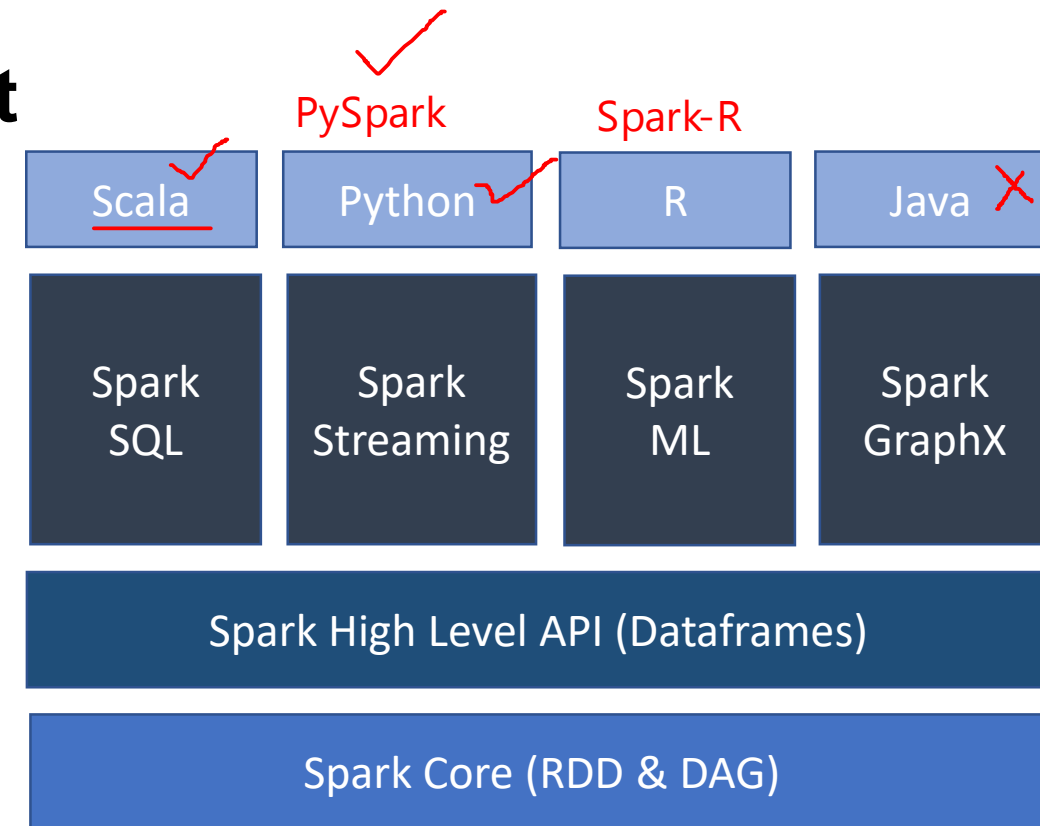 t
PySpark Spark-R
Scala Python R Java
Spark SQL
Spark Streaming
Spark ML
Spark GraphX
Spark High Level API (Dataframes)
Spark Core (RDD & DAG)